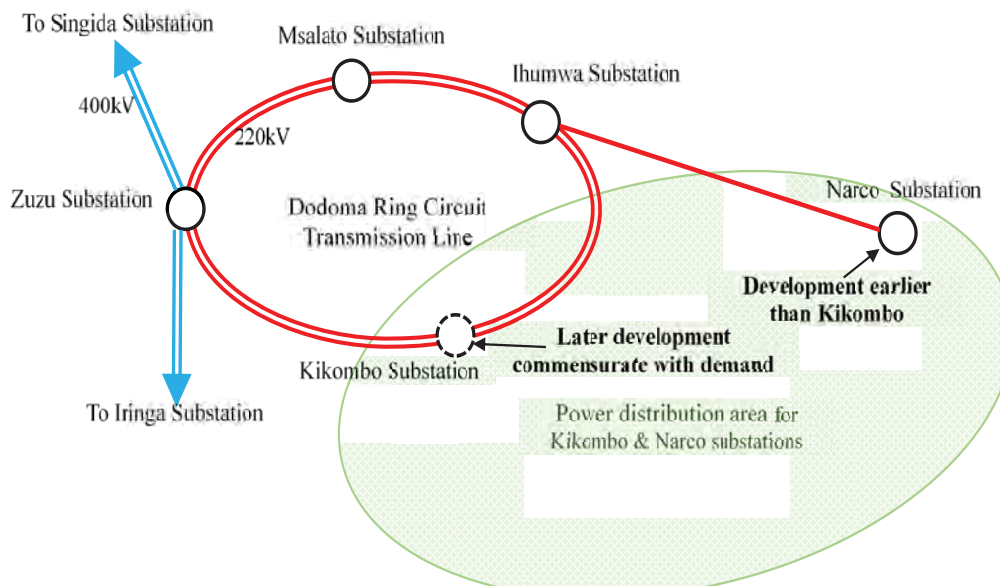 To Singida Substation
Msalato Substation
Ihumwa Substation
400kV
220kV
Zuzu Substation
Narco Substation
Dodoma Ring Circuit
Transmission Line
Development earlier
than Kikombo
Later development
commensurate with demand
Kikombo Substation
To Iringa Substation
Power distribution area for
Kikombo & Narco substations